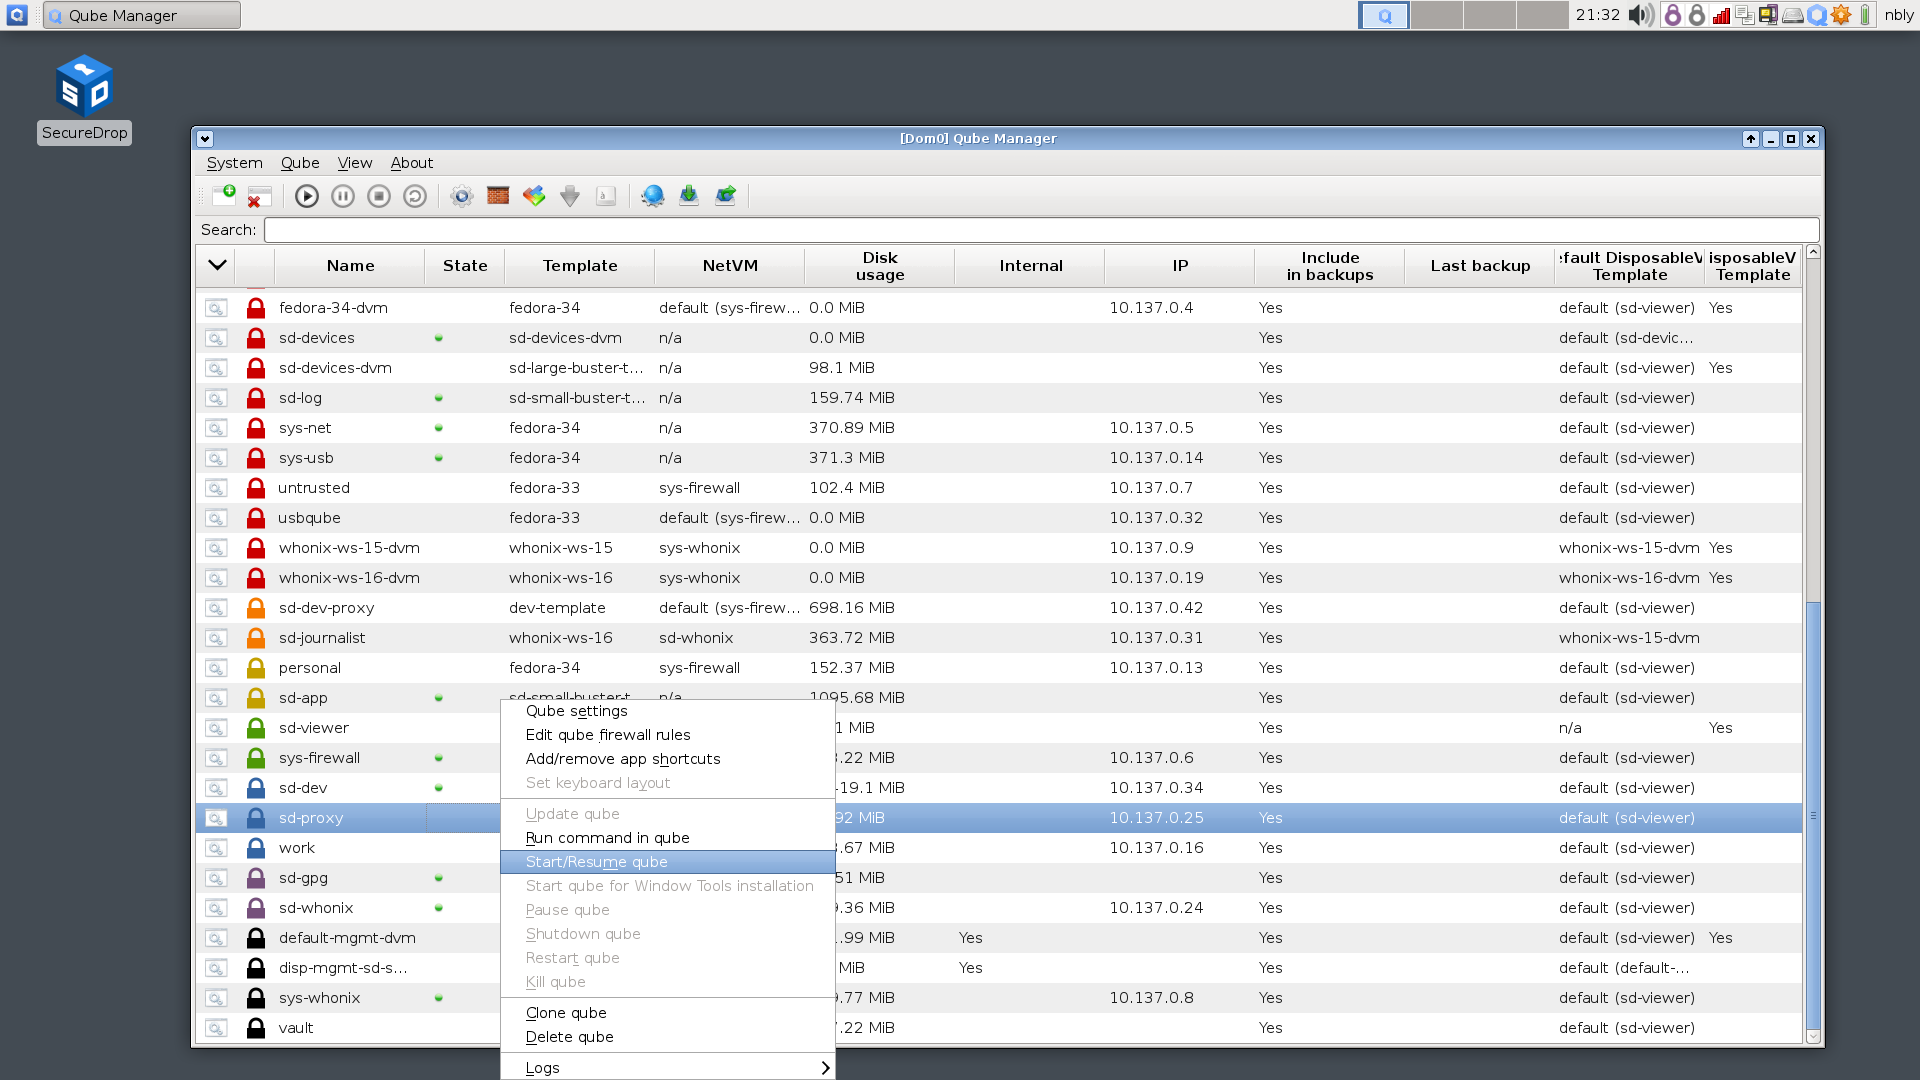 Qube Manager
21:32
nbly
SecureDrop
[Dom0] Qube Manager
System Qube View About
Search:
Name State Template NetVM Disk usage Internal IP Include in backups Last backup fault DisposableV Template isposableV Template
fedora-34-dvm fedora-34 default (sys-firew... 0.0 MiB 10.137.0.4 Yes default (sd-viewer) Yes
sd-devices sd-devices-dvm n/a 0.0 MiB Yes default (sd-devic...
sd-devices-dvm sd-large-buster-t... n/a 98.1 MiB Yes default (sd-viewer) Yes
sd-log sd-small-buster-t... n/a 159.74 MiB Yes default (sd-viewer)
sys-net fedora-34 n/a 370.89 MiB 10.137.0.5 Yes default (sd-viewer)
sys-usb fedora-34 n/a 371.3 MiB 10.137.0.14 Yes default (sd-viewer)
untrusted fedora-33 sys-firewall 102.4 MiB 10.137.0.7 Yes default (sd-viewer)
usbqube fedora-33 default (sys-firew... 0.0 MiB 10.137.0.32 Yes default (sd-viewer)
whonix-ws-15-dvm whonix-ws-15 sys-whonix 0.0 MiB 10.137.0.9 Yes whonix-ws-15-dvm Yes
whonix-ws-16-dvm whonix-ws-16 sys-whonix 0.0 MiB 10.137.0.19 Yes whonix-ws-16-dvm Yes
sd-dev-proxy dev-template default (sys-firew... 698.16 MiB 10.137.0.42 Yes default (sd-viewer)
sd-journalist whonix-ws-16 sd-whonix 363.72 MiB 10.137.0.31 Yes whonix-ws-15-dvm
personal fedora-34 sys-firewall 152.37 MiB 10.137.0.13 Yes default (sd-viewer)
sd-app sd-small-buster-t... n/a 1095.68 MiB Yes default (sd-viewer)
sd-viewer 1 MiB Yes n/a Yes
sys-firewall .22 MiB 10.137.0.6 Yes default (sd-viewer)
sd-dev 19.1 MiB 10.137.0.34 Yes default (sd-viewer)
sd-proxy 92 MiB 10.137.0.25 Yes default (sd-viewer)
work .67 MiB 10.137.0.16 Yes default (sd-viewer)
sd-gpg 51 MiB Yes default (sd-viewer)
sd-whonix .36 MiB 10.137.0.24 Yes default (sd-viewer)
default-mgmt-dvm .99 MiB Yes Yes default (sd-viewer) Yes
disp-mgmt-sd-s... MiB Yes Yes default (default-...
sys-whonix .77 MiB 10.137.0.8 Yes default (sd-viewer)
vault .22 MiB Yes default (sd-viewer)
Qube settings
Edit qube firewall rules
Add/remove app shortcuts
Set keyboard layout
Update qube
Run command in qube
Start/Resume qube
Start qube for Window Tools installation
Pause qube
Shutdown qube
Restart qube
Kill qube
Clone qube
Delete qube
Logs